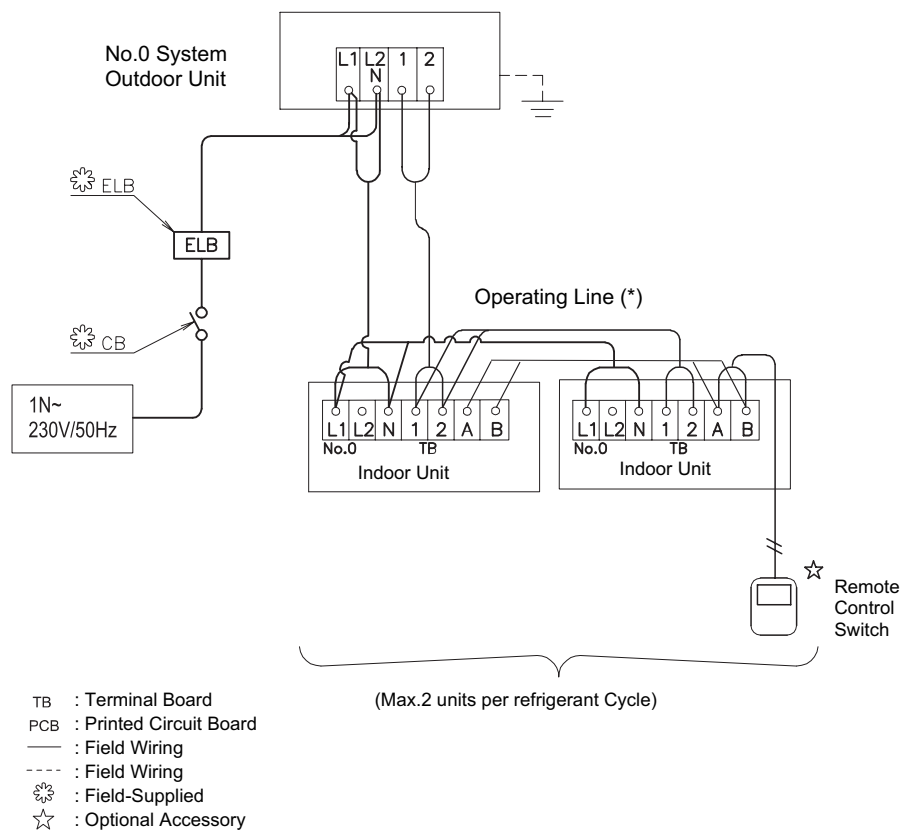 No.0 System
Outdoor Unit
L1 L2 1 2
N
ELB
ELB
CB
1N~
230V/50Hz
Operating Line (*)
L1 L2 N 1 2 A B
No.0 TB
Indoor Unit
L1 L2 N 1 2 A B
No.0 TB
Indoor Unit
Remote
Control
Switch
(Max.2 units per refrigerant Cycle)
TB : Terminal Board
PCB : Printed Circuit Board
: Field Wiring
: Field Wiring
: Field-Supplied
: Optional Accessory